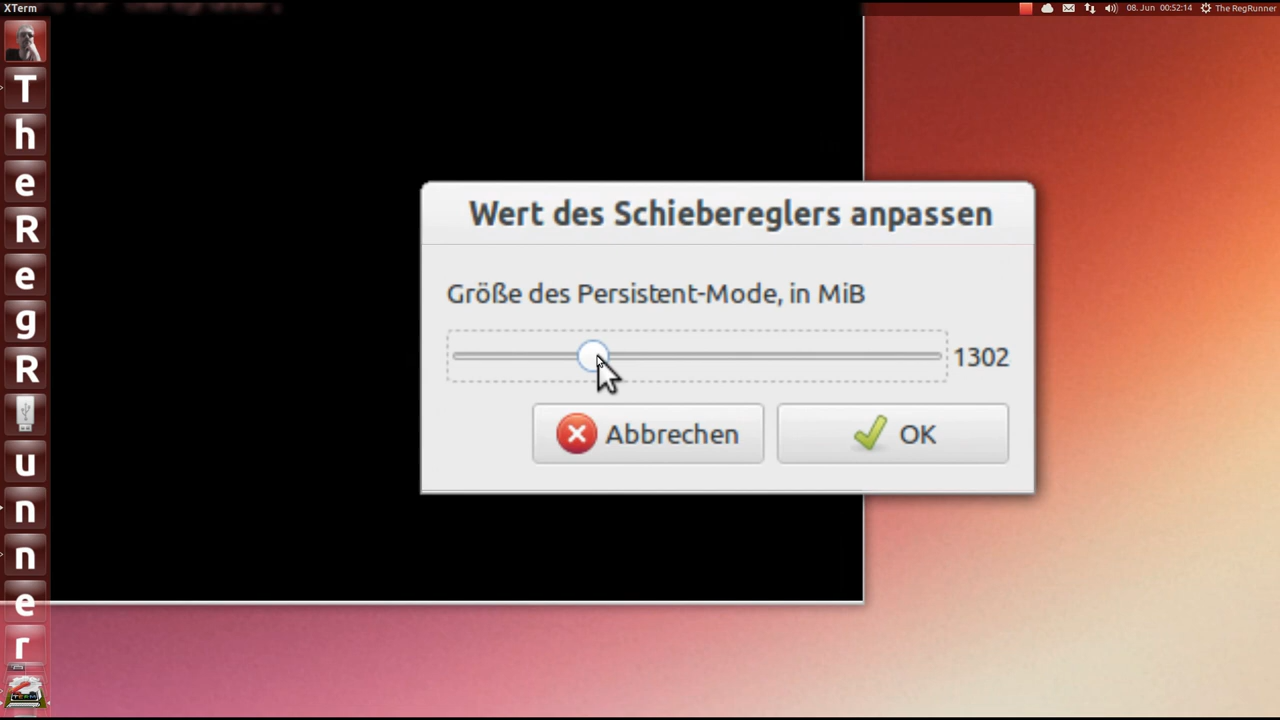 XTerm
08. Jun 00:52:14
The RegRunner
T
h
e
R
e
g
R
u
n
n
e
r
TERM
Wert des Schiebereglers anpassen
Größe des Persistent-Mode, in MiB
1302
Abbrechen
OK